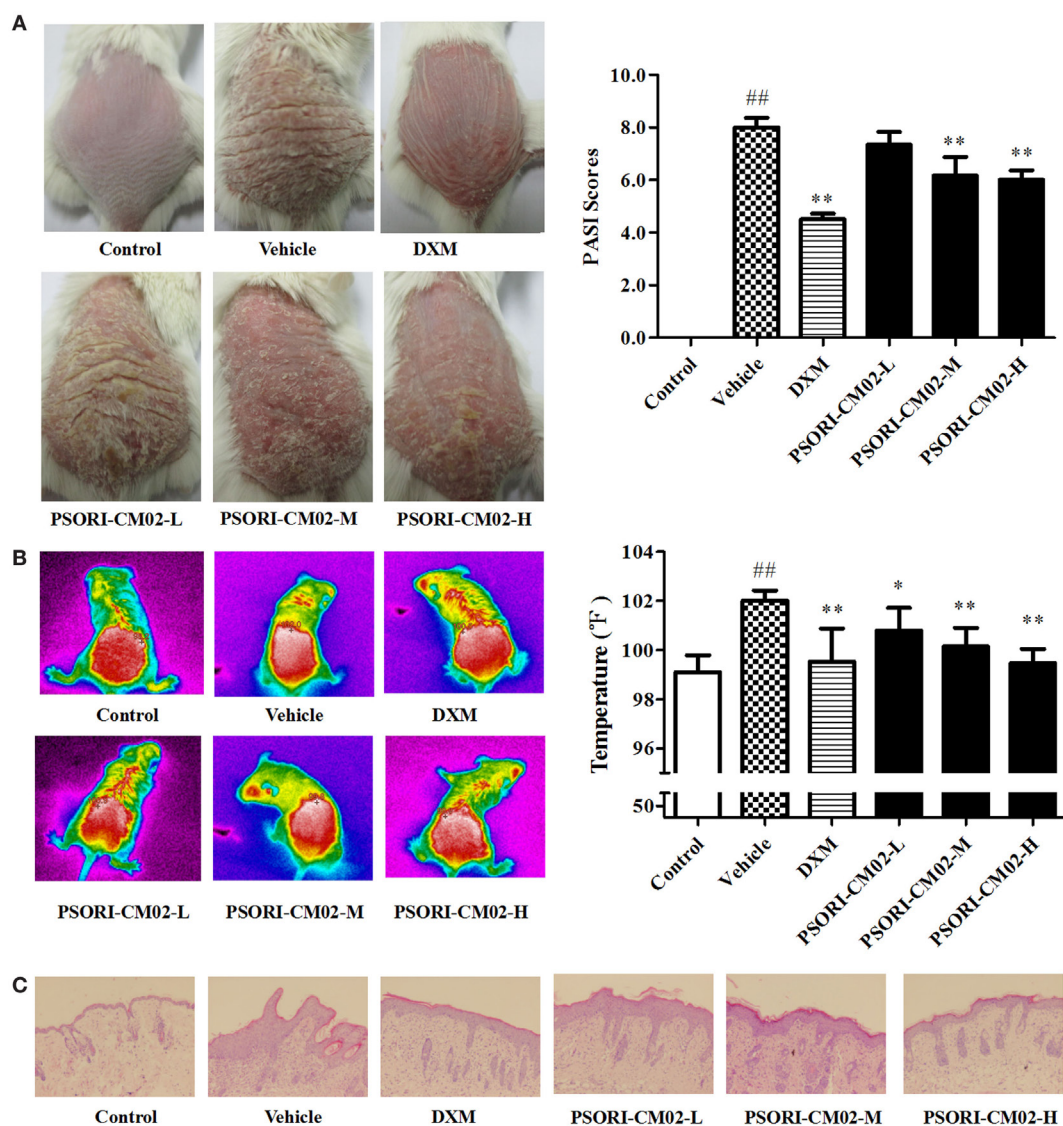 A
Control
Vehicle
DXM
PSORI-CM02-L
PSORI-CM02-M
PSORI-CM02-H
PASI Scores
10.0
8.0
6.0
4.0
2.0
0.0
##
**
**
**
Control
Vehicle
DXM
PSORI-CM02-L
PSORI-CM02-M
PSORI-CM02-H
B
Control
Vehicle
DXM
PSORI-CM02-L
PSORI-CM02-M
PSORI-CM02-H
Temperature (℉)
104
102
100
98
96
50
##
**
*
**
**
Control
Vehicle
DXM
PSORI-CM02-L
PSORI-CM02-M
PSORI-CM02-H
C
Control
Vehicle
DXM
PSORI-CM02-L
PSORI-CM02-M
PSORI-CM02-H